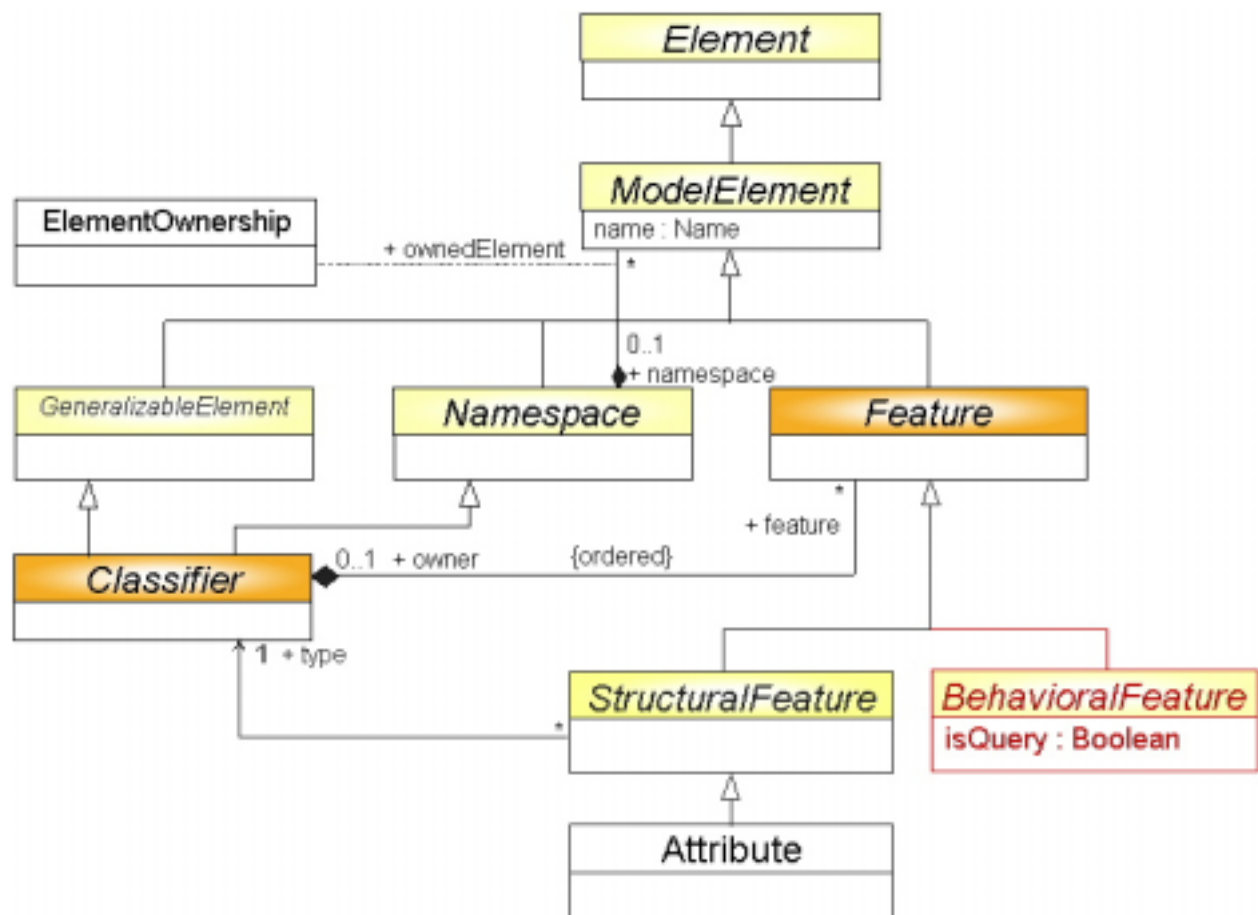 Element
ModelElement
name : Name
ElementOwnership
+ ownedElement
*
0..1
+ namespace
GeneralizableElement
Namespace
Feature
*
+ feature
0..1 + owner
{ordered}
Classifier
1 + type
StructuralFeature
*
BehavioralFeature
isQuery : Boolean
Attribute